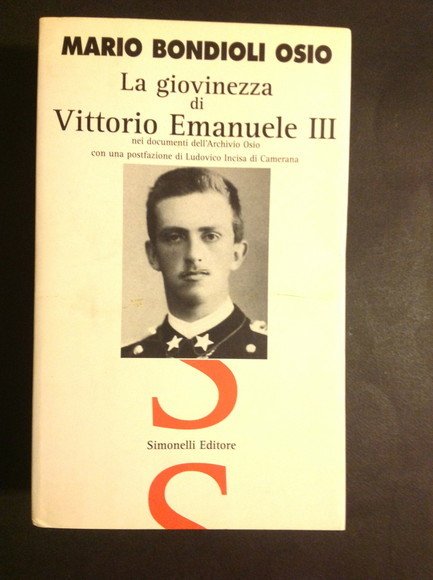 MARIO BONDIOLI OSIO
La giovinezza
di
Vittorio Emanuele III
nei documenti dell'Archivio Osio
con una postfazione di Ludovico Incisa di Camerana
S
Simonelli Editore
S